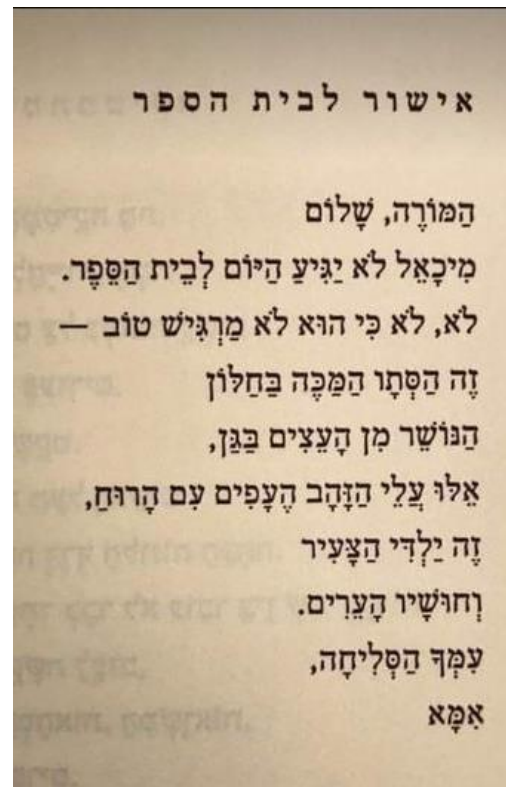 אישור לבית הספר
הַמּוֹרֶה, שָׁלוֹם
מִיכָאֵל לֹא יַגִּיעַ הַיּוֹם לְבֵית הַסֵּפֶר.
לֹא, לֹא כִּי הוּא לֹא מַרְגִּישׁ טוֹב —
זֶה הַסְּתָו הַמַּכֶּה בַּחַלּוֹן
הַנּוֹשֵׁר מִן הָעֵצִים בַּגַּן,
אֵלּוּ עֲלֵי הַזָּהָב הָעָפִים עִם הָרוּחַ,
זֶה יַלְדִּי הַצָּעִיר
וְחוּשָׁיו הָעֵרִים.
עִמְּךָ הַסְּלִיחָה,
אִמָּא